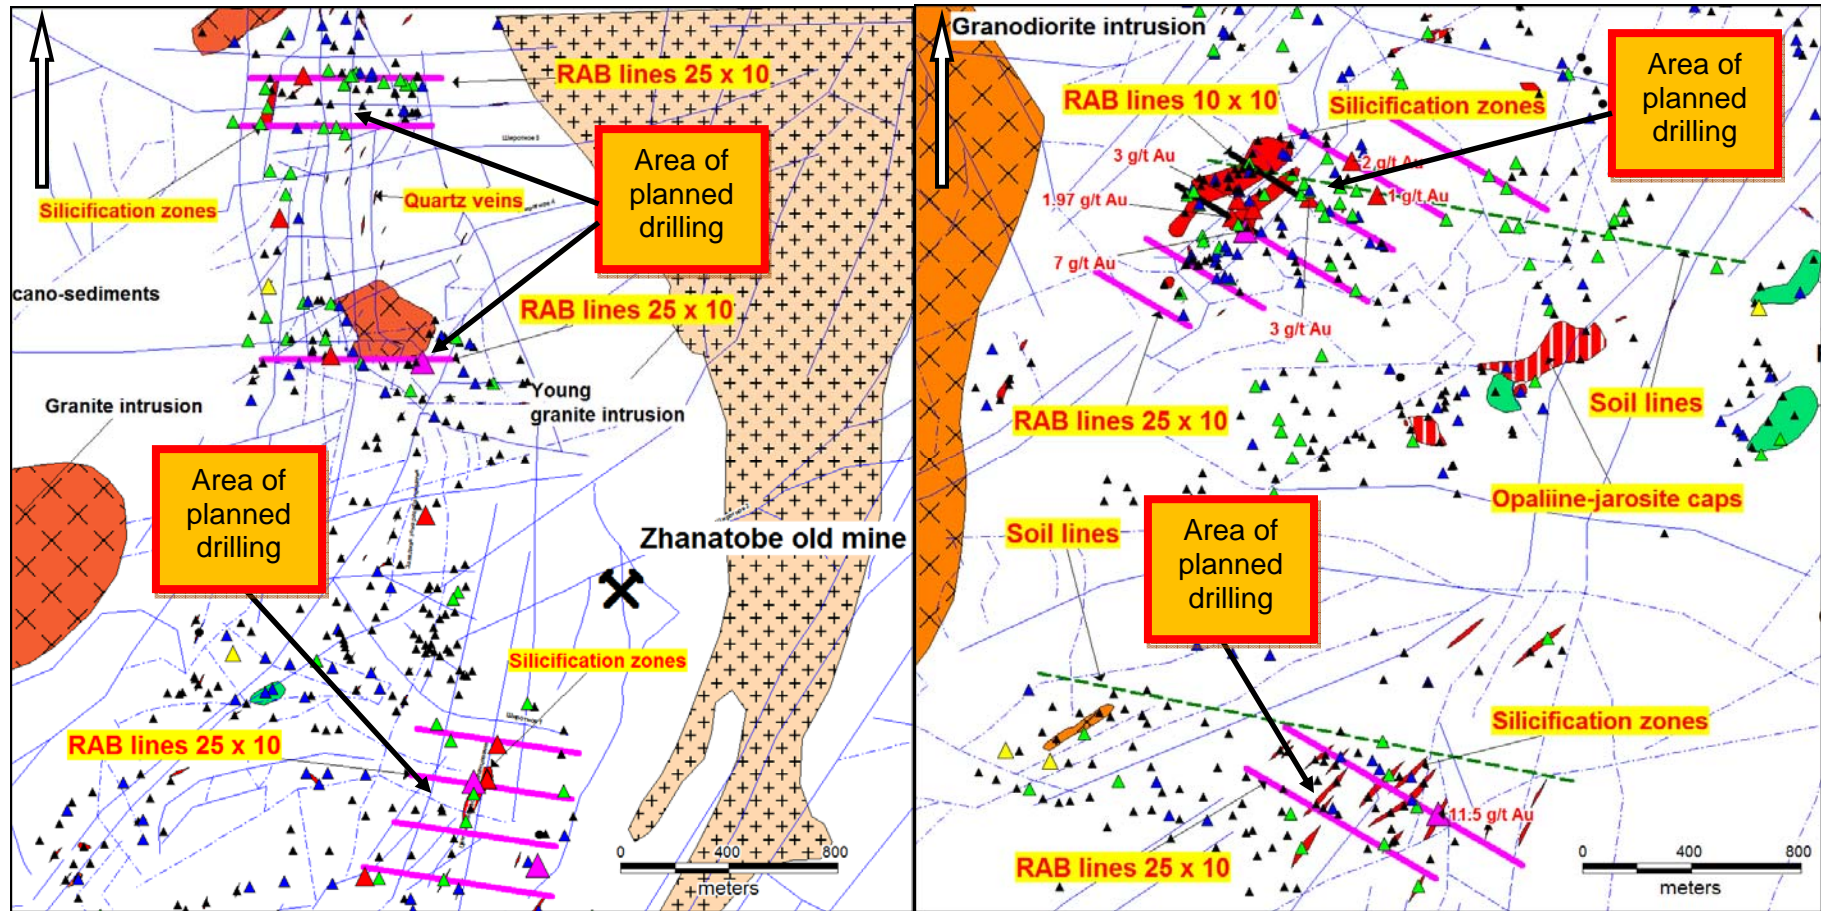 RAB lines 25 x 10
Широтное 3
Area of
planned
drilling
Silicification zones
Quartz veins
cano-sediments
RAB lines 25 x 10
Granite intrusion
Young
granite intrusion
Area of
planned
drilling
Zhanatobe old mine
Silicification zones
RAB lines 25 x 10
0 400 800
meters
Granodiorite intrusion
Area of
planned
drilling
RAB lines 10 x 10
Silicification zones
3 g/t Au
2 g/t Au
1 g/t Au
1.97 g/t Au
7 g/t Au
3 g/t Au
RAB lines 25 x 10
Soil lines
Opaliine-jarosite caps
Soil lines
Area of
planned
drilling
Silicification zones
11.5 g/t Au
RAB lines 25 x 10
0 400 800
meters